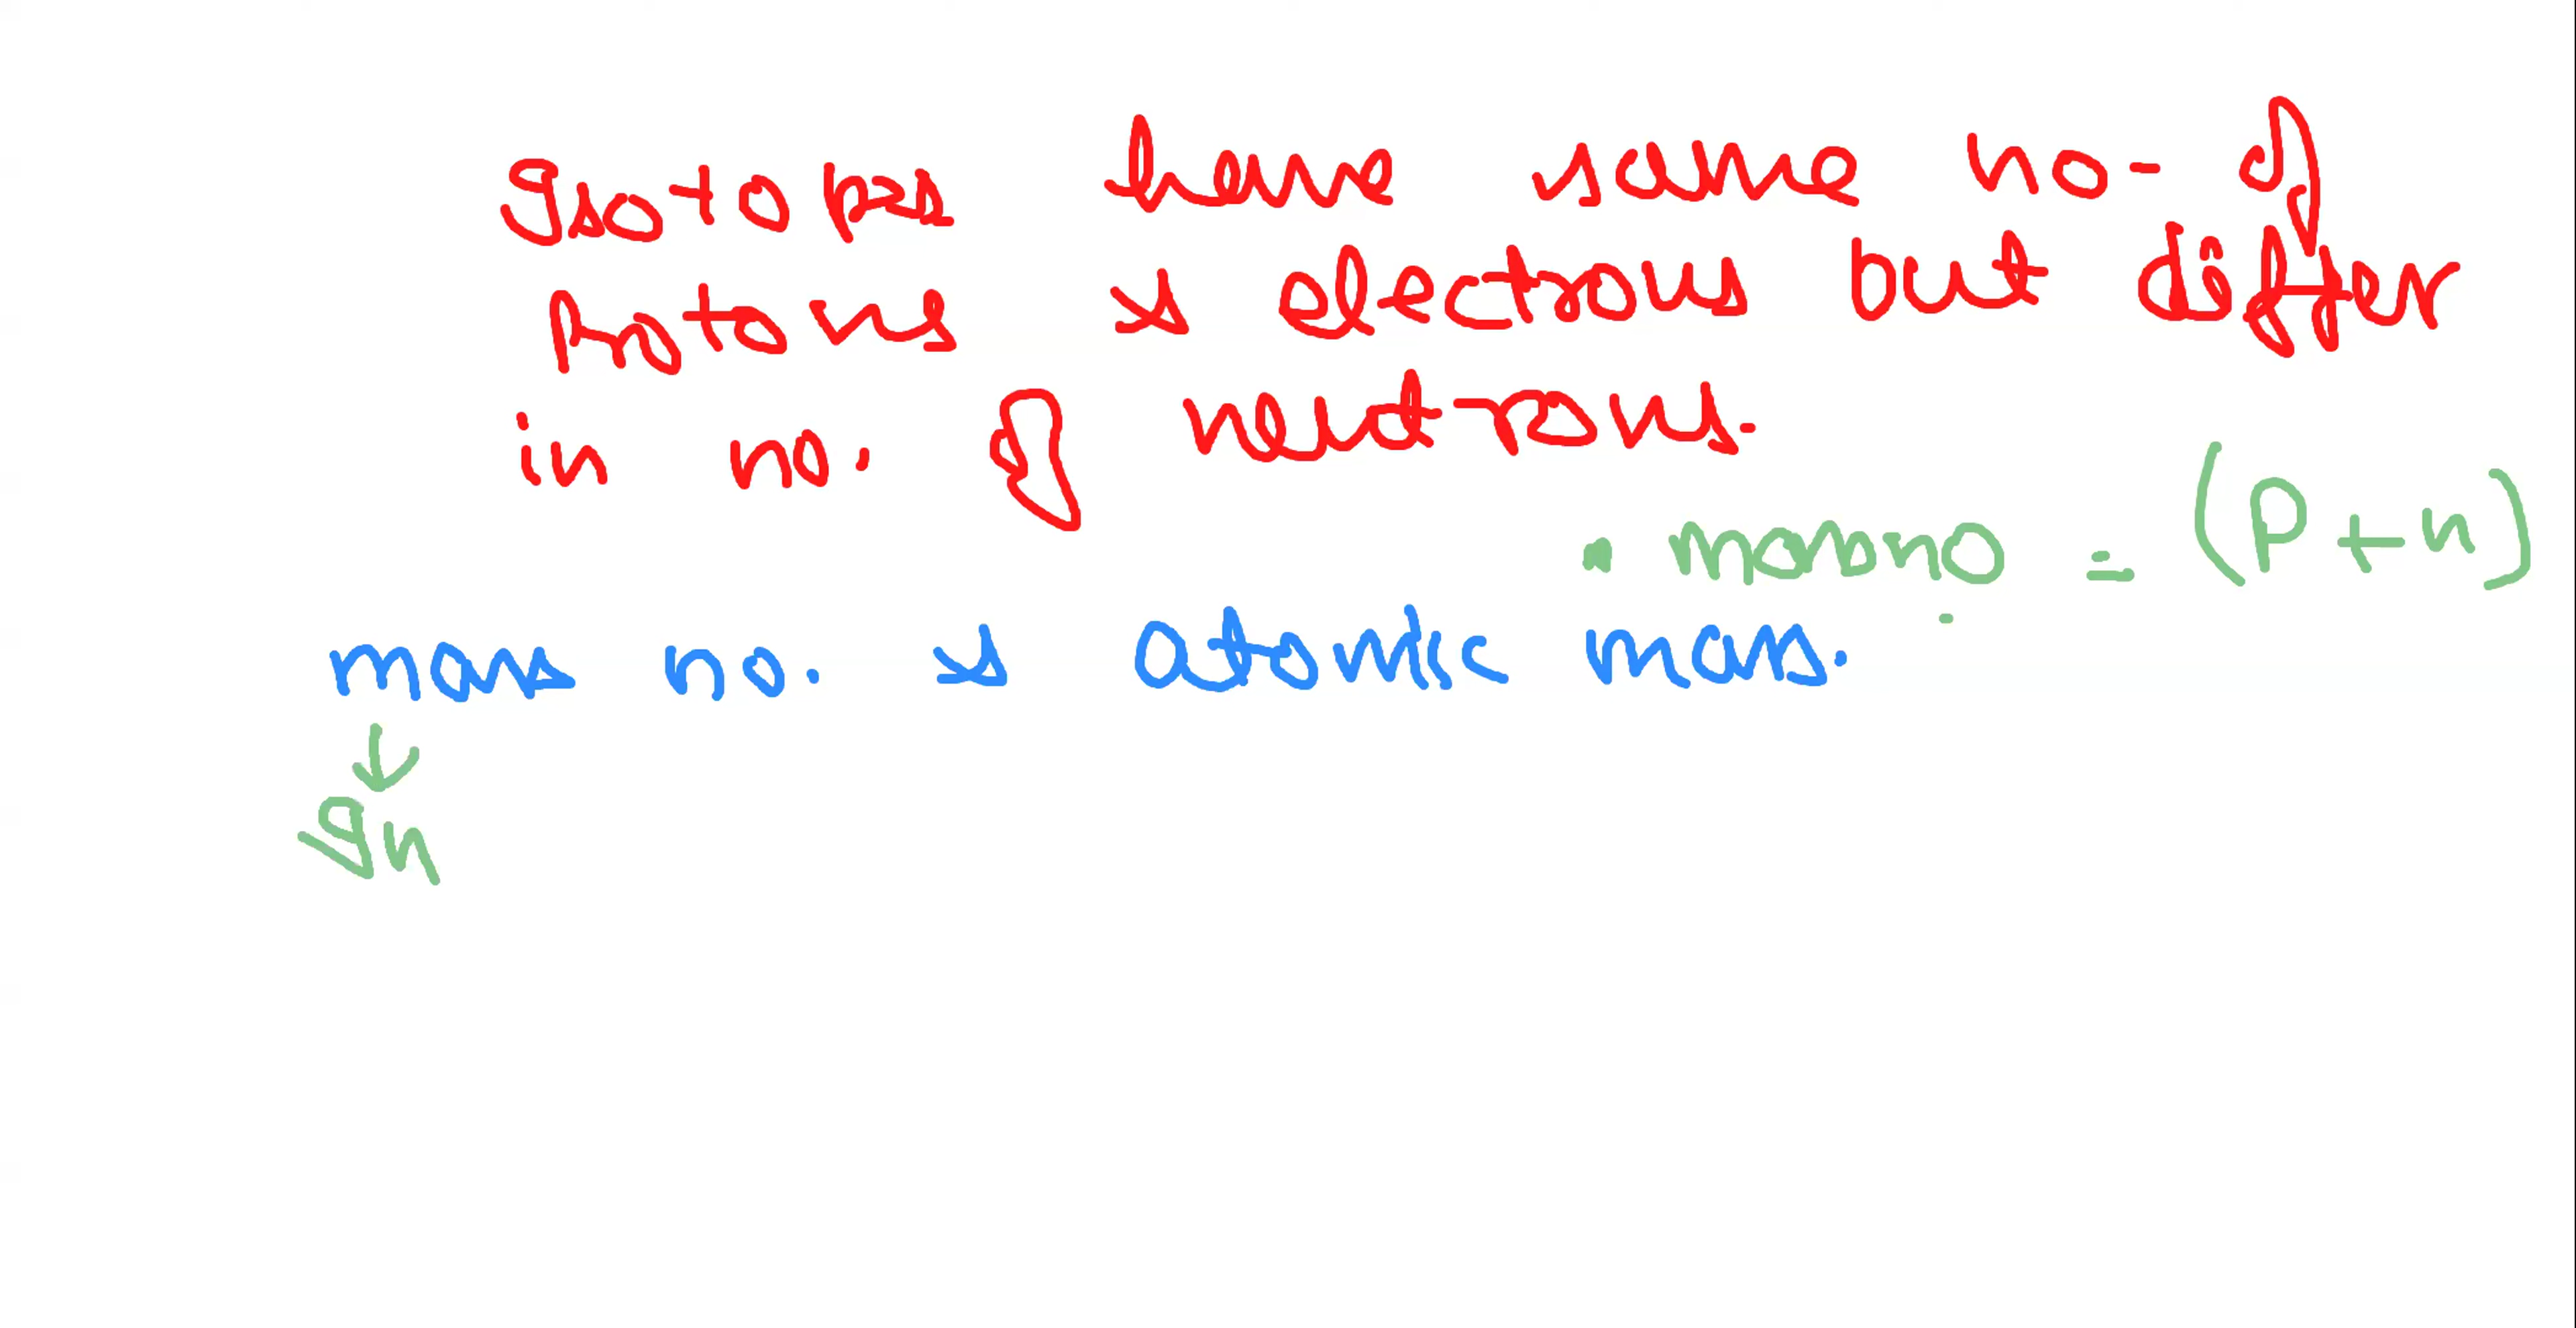 Isotopes have same no. of
Protons & electrons but differ
in no. of neutrons.
• mass no = (P+n)
mass no. & atomic mass.
↓
In